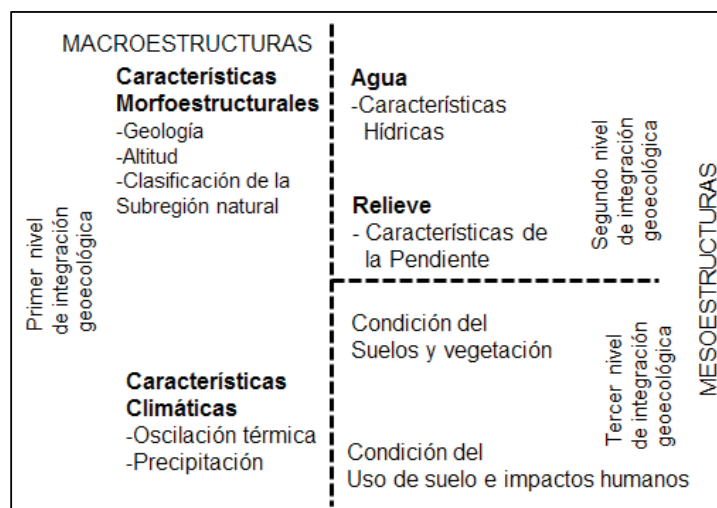 MACROESTRUCTURAS
Características
Morfoestructurales
-Geología
-Altitud
-Clasificación de la
Subregión natural
Primer nivel
de integración
geoecológica
Características
Climáticas
-Oscilación térmica
-Precipitación
Agua
-Características
Hídricas
Relieve
- Características de
la Pendiente
Segundo nivel
de integración
geoecológica
Condición del
Suelos y vegetación
Condición del
Uso de suelo e impactos humanos
Tercer nivel
de integración
geoecológica
MESOESTRUCTURAS